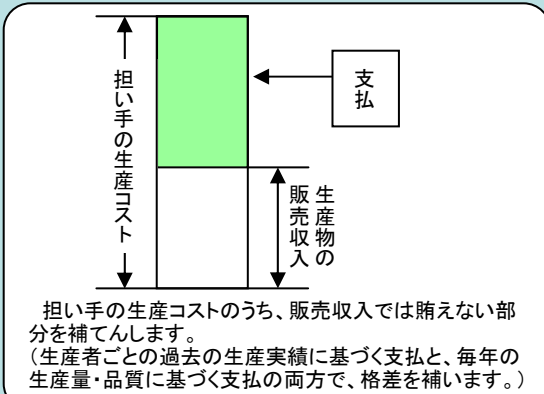 担い手の生産コスト
支払
生産物の
販売収入
担い手の生産コストのうち、販売収入では賄えない部
分を補てんします。
(生産者ごとの過去の生産実績に基づく支払と、毎年の
生産量・品質に基づく支払の両方で、格差を補います。)